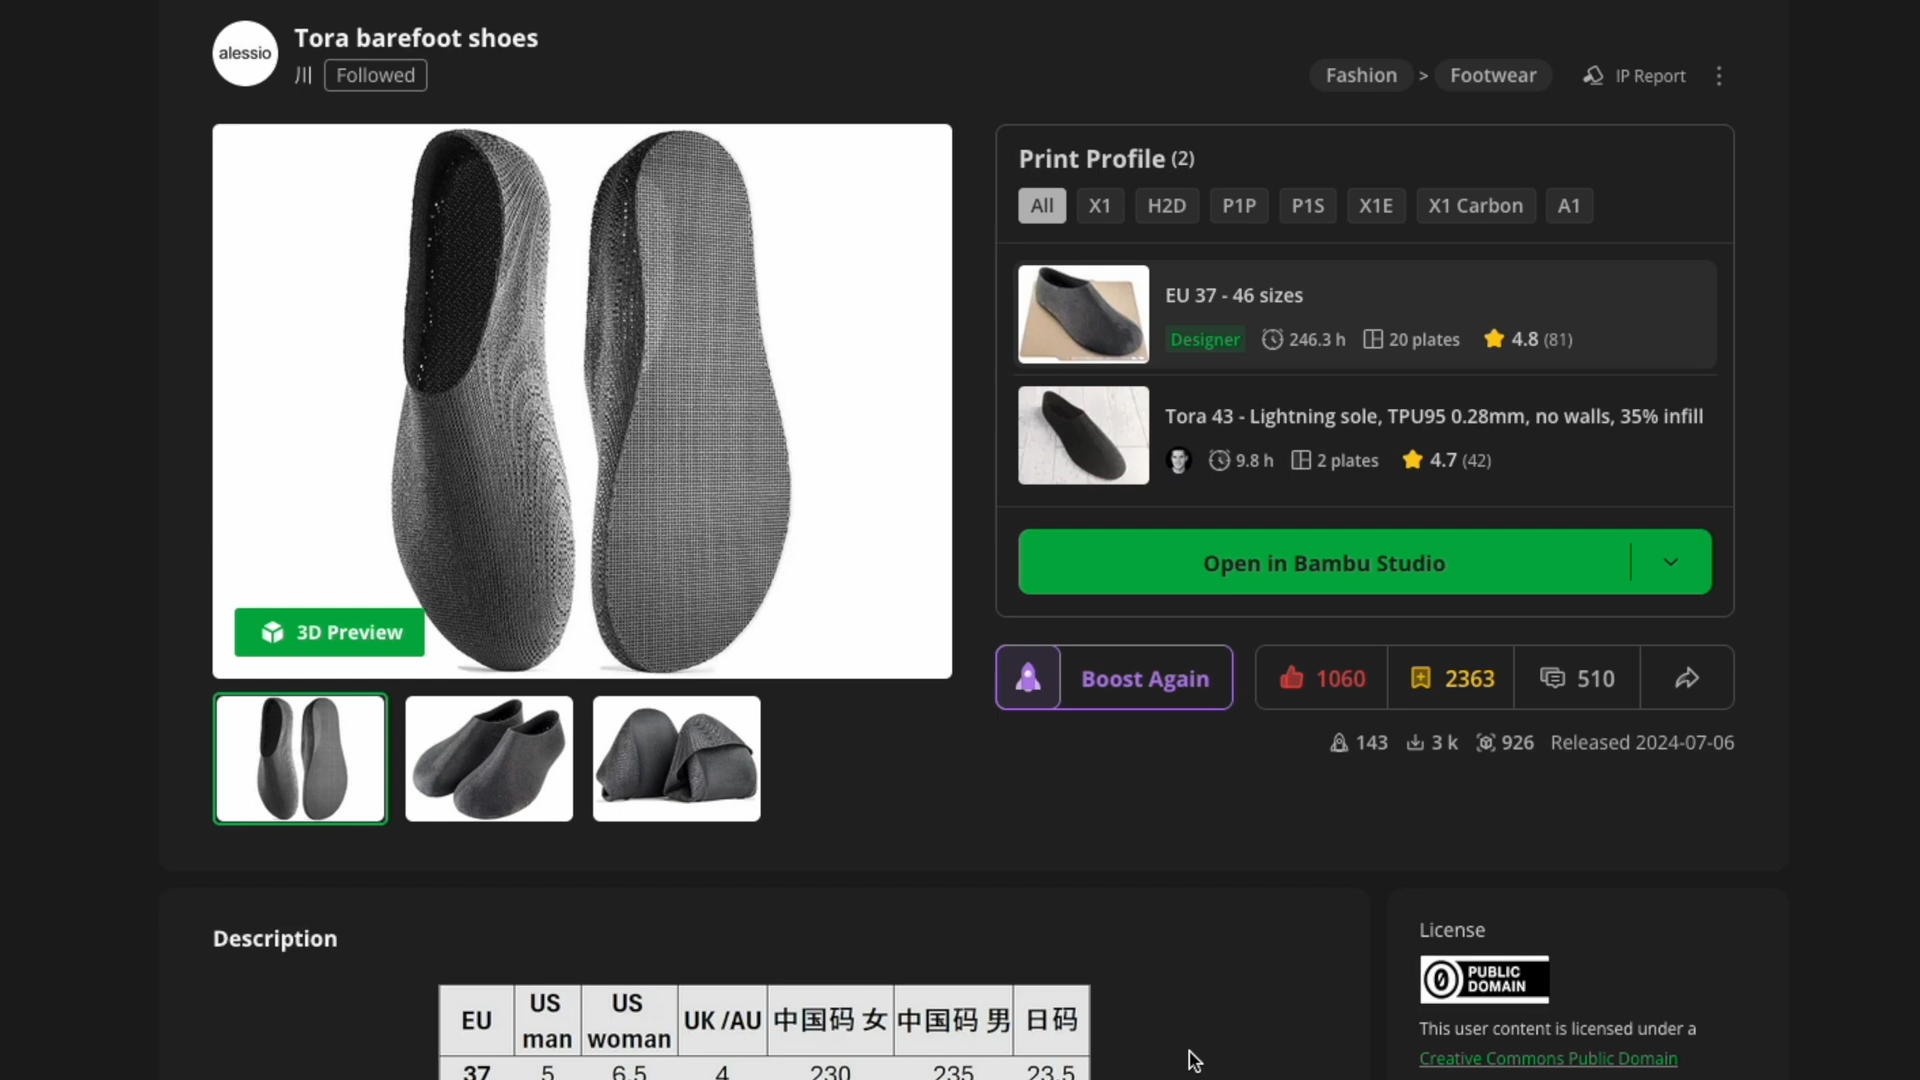 alessio
Tora barefoot shoes
川 Followed
Fashion > Footwear IP Report
3D Preview
Print Profile (2)
All X1 H2D P1P P1S X1E X1 Carbon A1
EU 37 - 46 sizes
Designer 246.3 h 20 plates 4.8 (81)
Tora 43 - Lightning sole, TPU95 0.28mm, no walls, 35% infill
9.8 h 2 plates 4.7 (42)
Open in Bambu Studio
Boost Again 1060 2363 510
143 3 k 926 Released 2024-07-06
Description
EU US man US woman UK /AU 中国码 女 中国码 男 日码
37 5 6.5 4 230 235 23.5
License
PUBLIC
DOMAIN
This user content is licensed under a
Creative Commons Public Domain